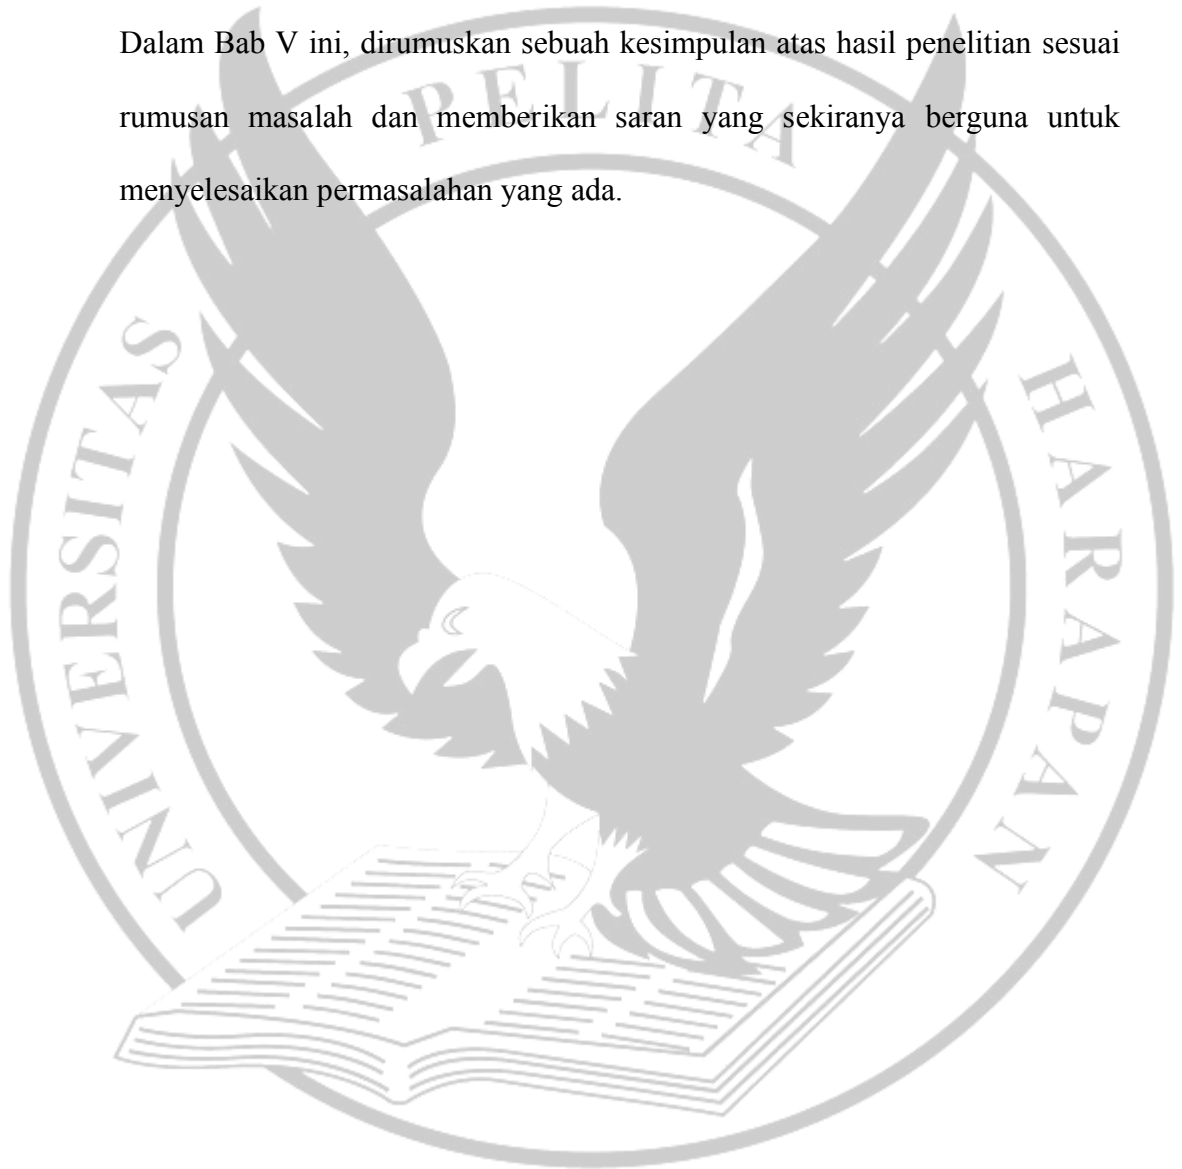 Dalam Bab V ini, dirumuskan sebuah kesimpulan atas hasil penelitian sesuai
rumusan masalah dan memberikan saran yang sekiranya berguna untuk
menyelesaikan permasalahan yang ada.
UNIVERSITAS PELITA HARAPAN